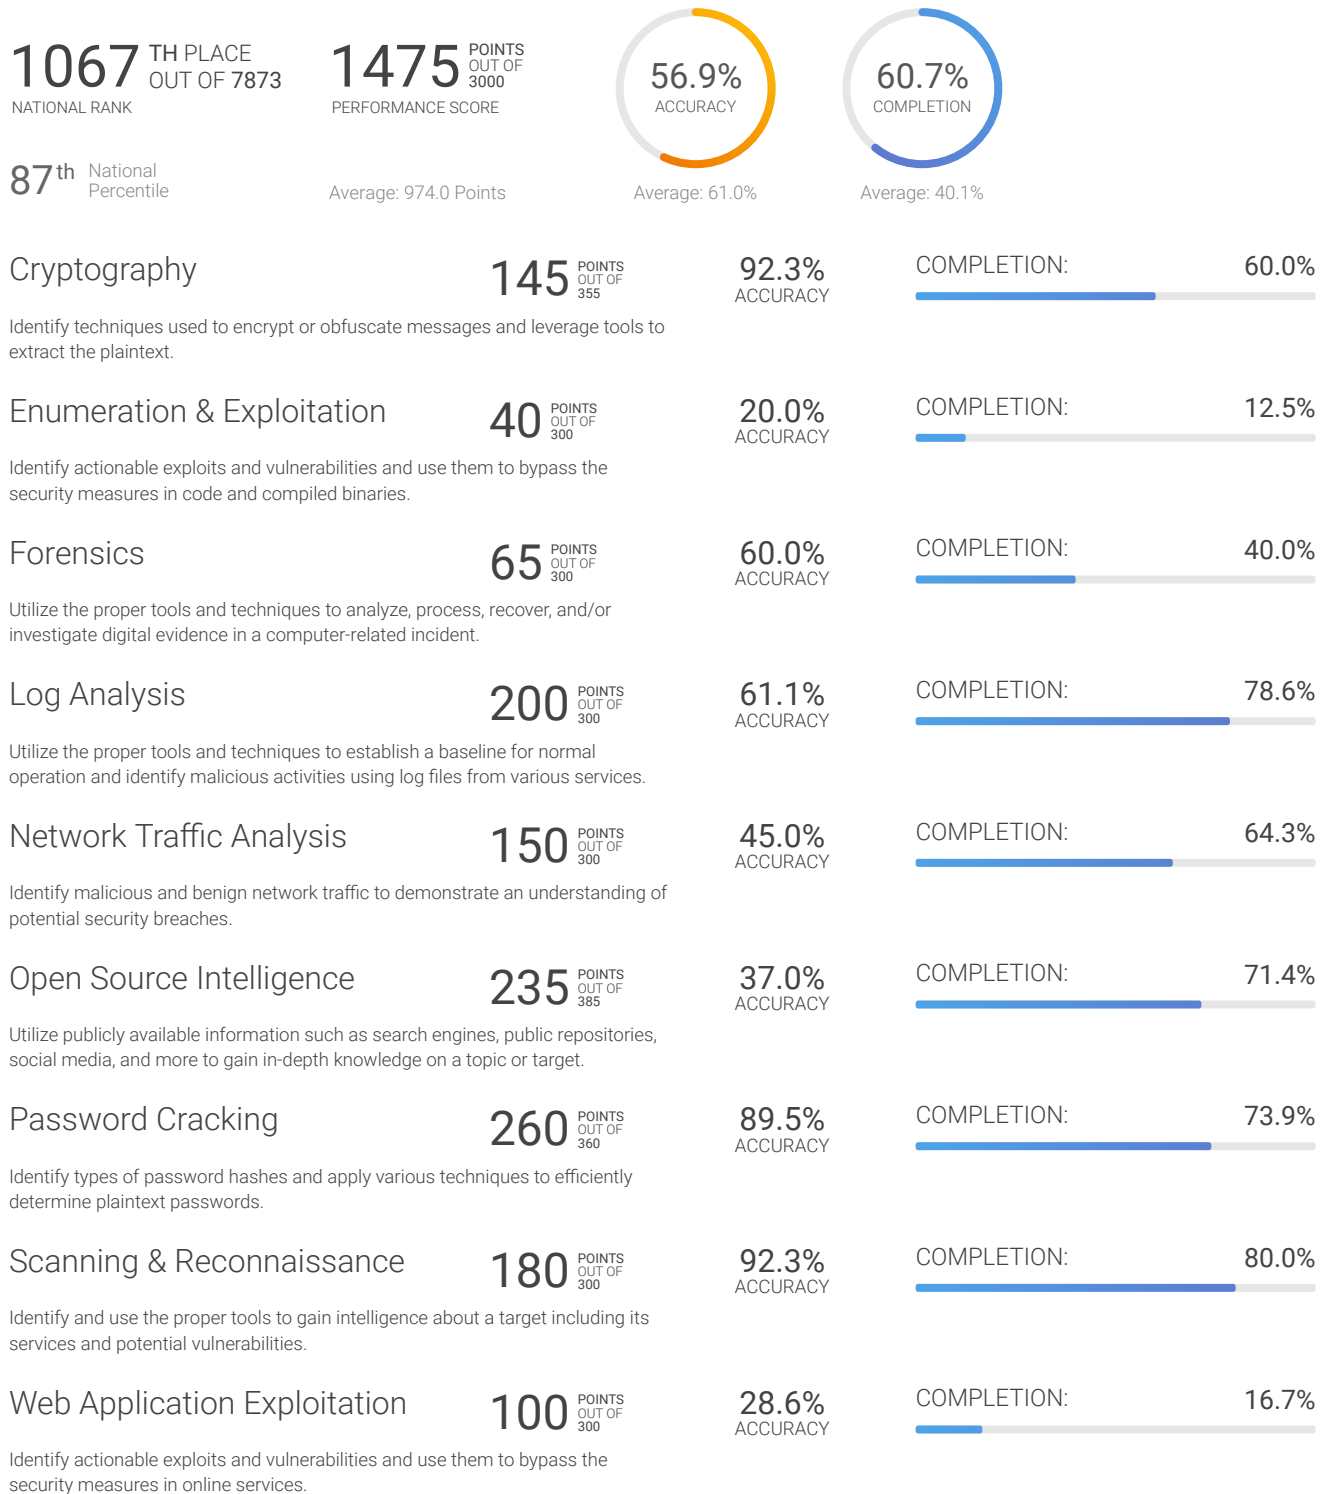 1067 TH PLACE
OUT OF 7873
NATIONAL RANK
1475 POINTS
OUT OF
3000
PERFORMANCE SCORE
56.9%
ACCURACY
60.7%
COMPLETION
87th National
Percentile
Average: 974.0 Points
Average: 61.0%
Average: 40.1%
Cryptography
145 POINTS
OUT OF
355
92.3%
ACCURACY
COMPLETION: 60.0%
Identify techniques used to encrypt or obfuscate messages and leverage tools to
extract the plaintext.
Enumeration & Exploitation
40 POINTS
OUT OF
300
20.0%
ACCURACY
COMPLETION: 12.5%
Identify actionable exploits and vulnerabilities and use them to bypass the
security measures in code and compiled binaries.
Forensics
65 POINTS
OUT OF
300
60.0%
ACCURACY
COMPLETION: 40.0%
Utilize the proper tools and techniques to analyze, process, recover, and/or
investigate digital evidence in a computer-related incident.
Log Analysis
200 POINTS
OUT OF
300
61.1%
ACCURACY
COMPLETION: 78.6%
Utilize the proper tools and techniques to establish a baseline for normal
operation and identify malicious activities using log files from various services.
Network Traffic Analysis
150 POINTS
OUT OF
300
45.0%
ACCURACY
COMPLETION: 64.3%
Identify malicious and benign network traffic to demonstrate an understanding of
potential security breaches.
Open Source Intelligence
235 POINTS
OUT OF
385
37.0%
ACCURACY
COMPLETION: 71.4%
Utilize publicly available information such as search engines, public repositories,
social media, and more to gain in-depth knowledge on a topic or target.
Password Cracking
260 POINTS
OUT OF
360
89.5%
ACCURACY
COMPLETION: 73.9%
Identify types of password hashes and apply various techniques to efficiently
determine plaintext passwords.
Scanning & Reconnaissance
180 POINTS
OUT OF
300
92.3%
ACCURACY
COMPLETION: 80.0%
Identify and use the proper tools to gain intelligence about a target including its
services and potential vulnerabilities.
Web Application Exploitation
100 POINTS
OUT OF
300
28.6%
ACCURACY
COMPLETION: 16.7%
Identify actionable exploits and vulnerabilities and use them to bypass the
security measures in online services.